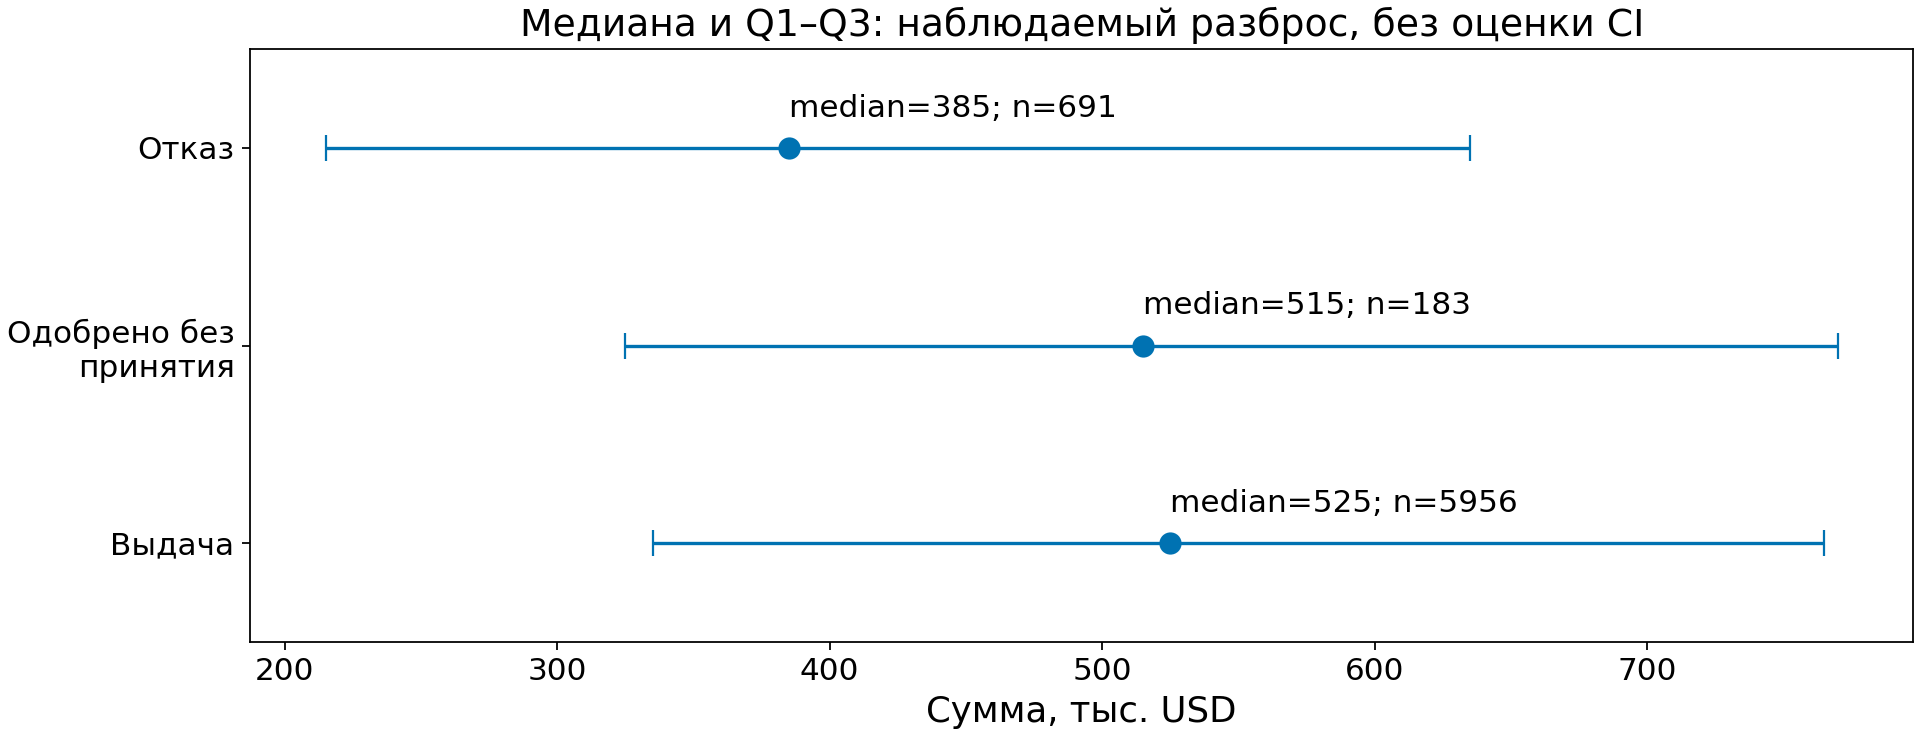 Медиана и Q1–Q3: наблюдаемый разброс, без оценки CI
median=385; n=691
Отказ
median=515; n=183
Одобрено без
принятия
median=525; n=5956
Выдача
200 300 400 500 600 700
Сумма, тыс. USD